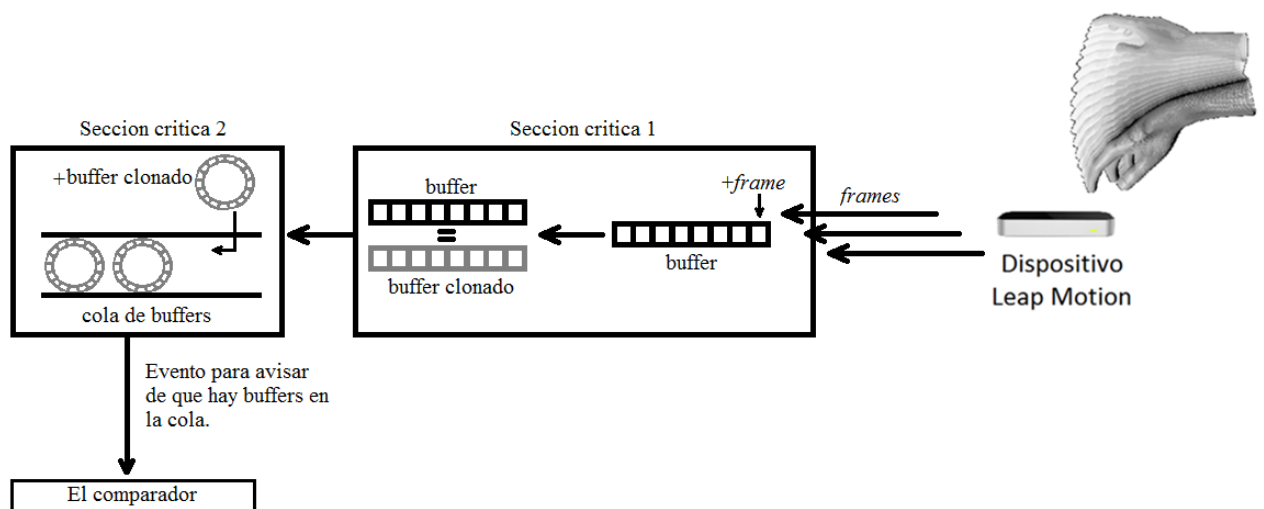 Seccion critica 2
+buffer clonado
cola de buffers
Evento para avisar
de que hay buffers en
la cola.
El comparador
Seccion critica 1
buffer
=
buffer clonado
+frame
buffer
frames
Dispositivo
Leap Motion